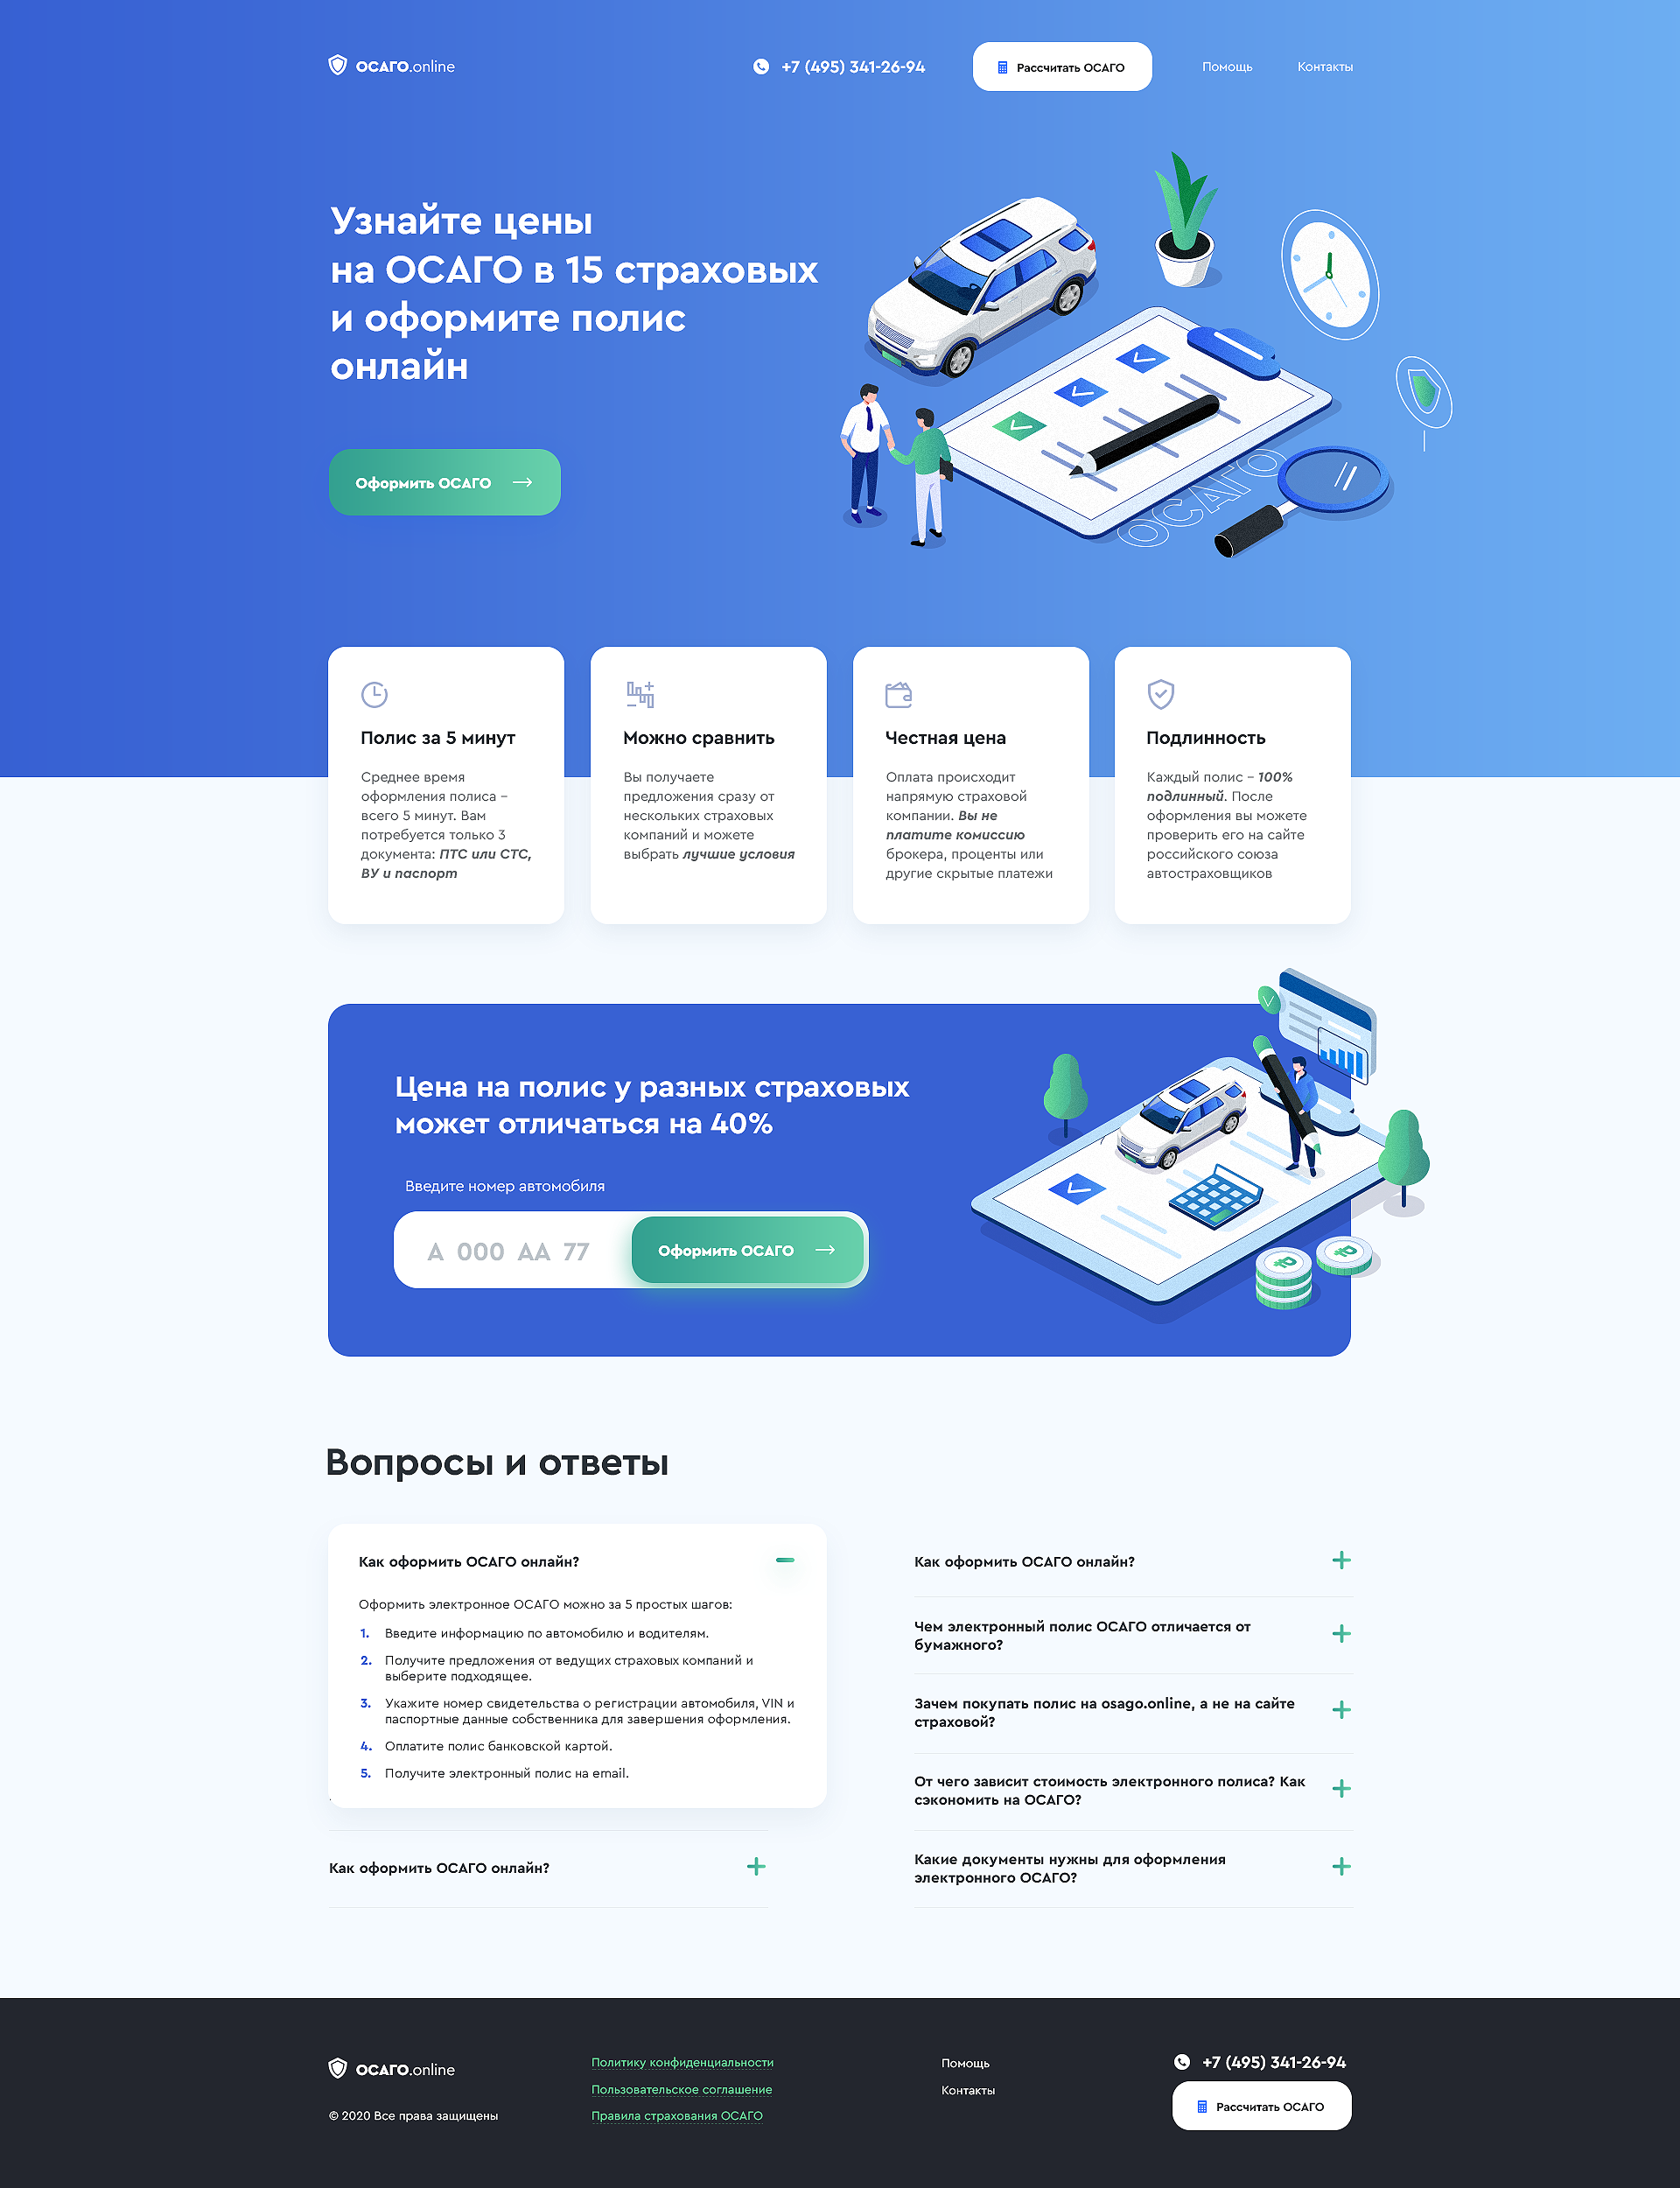 ОСАГО.online
+7 (495) 341-26-94
Рассчитать ОСАГО
Помощь
Контакты
Узнайте цены
на ОСАГО в 15 страховых
и оформите полис
онлайн
Оформить ОСАГО
ОСАГО
Полис за 5 минут
Среднее время
оформления полиса –
всего 5 минут. Вам
потребуется только 3
документа: ПТС или СТС,
ВУ и паспорт
Можно сравнить
Вы получаете
предложения сразу от
нескольких страховых
компаний и можете
выбрать лучшие условия
Честная цена
Оплата происходит
напрямую страховой
компании. Вы не
платите комиссию
брокера, проценты или
другие скрытые платежи
Подлинность
Каждый полис – 100%
подлинный. После
оформления вы можете
проверить его на сайте
российского союза
автостраховщиков
Цена на полис у разных страховых
может отличаться на 40%
Введите номер автомобиля
А 000 АА 77
Оформить ОСАГО
Вопросы и ответы
Как оформить ОСАГО онлайн?
Оформить электронное ОСАГО можно за 5 простых шагов:
1. Введите информацию по автомобилю и водителям.
2. Получите предложения от ведущих страховых компаний и
выберите подходящее.
3. Укажите номер свидетельства о регистрации автомобиля, VIN и
паспортные данные собственника для завершения оформления.
4. Оплатите полис банковской картой.
5. Получите электронный полис на email.
Как оформить ОСАГО онлайн?
Как оформить ОСАГО онлайн?
Чем электронный полис ОСАГО отличается от
бумажного?
Зачем покупать полис на osago.online, а не на сайте
страховой?
От чего зависит стоимость электронного полиса? Как
сэкономить на ОСАГО?
Какие документы нужны для оформления
электронного ОСАГО?
ОСАГО.online
© 2020 Все права защищены
Политику конфиденциальности
Пользовательское соглашение
Правила страхования ОСАГО
Помощь
Контакты
+7 (495) 341-26-94
Рассчитать ОСАГО